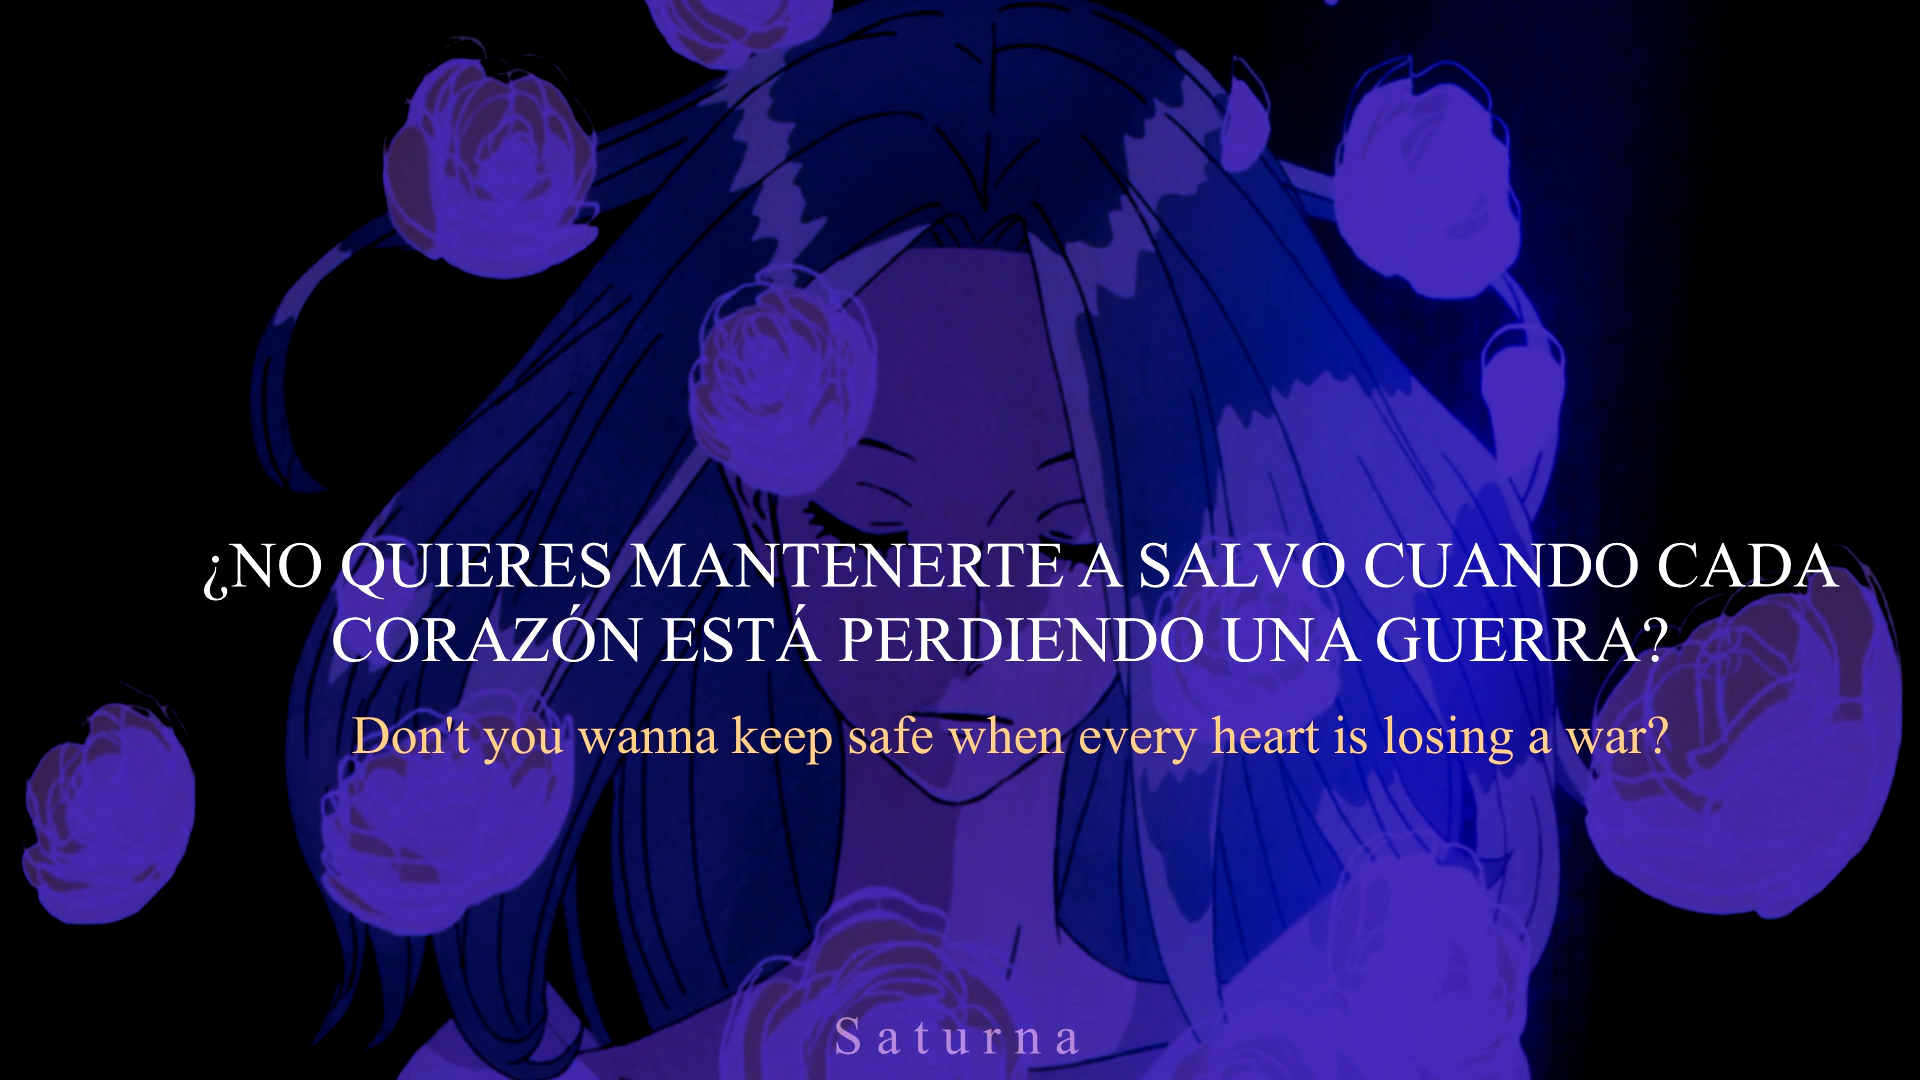 ¿NO QUIERES MANTENERTE A SALVO CUANDO CADA
CORAZÓN ESTÁ PERDIENDO UNA GUERRA?
Don't you wanna keep safe when every heart is losing a war?
Saturna